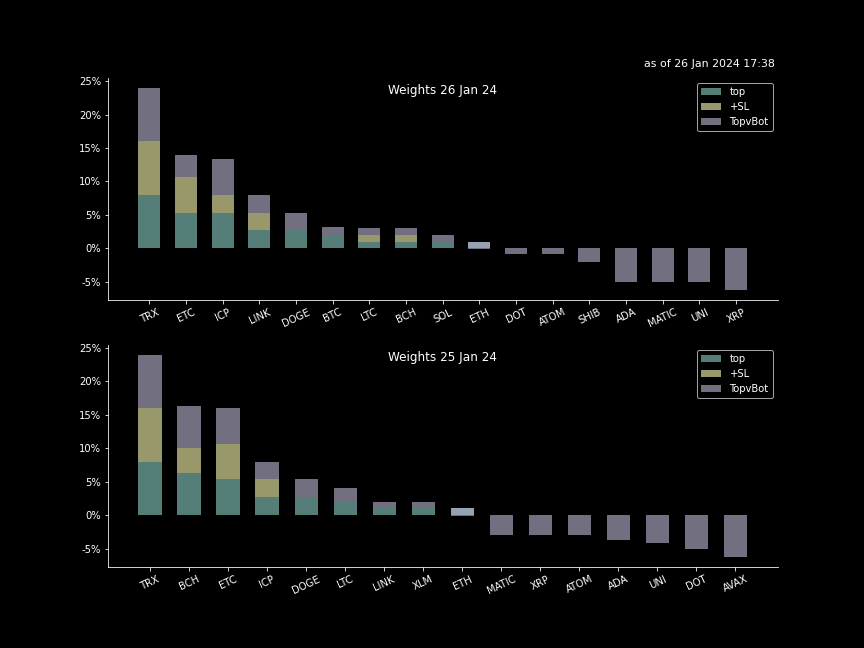 as of 26 Jan 2024 17:38
Weights 26 Jan 24
25%
20%
15%
10%
5%
0%
-5%
top
+SL
TopvBot
TRX ETC ICP LINK DOGE BTC LTC BCH SOL ETH DOT ATOM SHIB ADA MATIC UNI XRP
Weights 25 Jan 24
25%
20%
15%
10%
5%
0%
-5%
top
+SL
TopvBot
TRX BCH ETC ICP DOGE LTC LINK XLM ETH MATIC XRP ATOM ADA UNI DOT AVAX